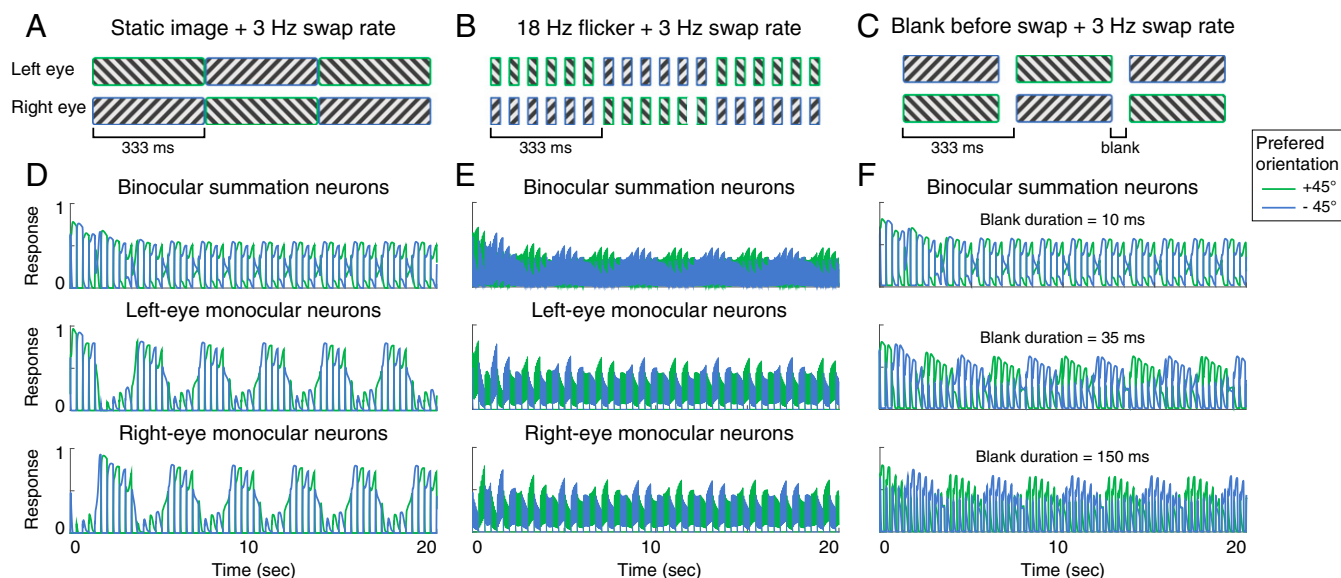 A
Static image + 3 Hz swap rate
Left eye
Right eye
333 ms
B
18 Hz flicker + 3 Hz swap rate
333 ms
C
Blank before swap + 3 Hz swap rate
333 ms
blank
Prefered
orientation
+45°
- 45°
D
Binocular summation neurons
Response
1
0
Left-eye monocular neurons
Response
1
0
Right-eye monocular neurons
Response
1
0
0
10
20
Time (sec)
E
Binocular summation neurons
Left-eye monocular neurons
Right-eye monocular neurons
0
10
20
Time (sec)
F
Binocular summation neurons
Blank duration = 10 ms
Blank duration = 35 ms
Blank duration = 150 ms
0
10
20
Time (sec)